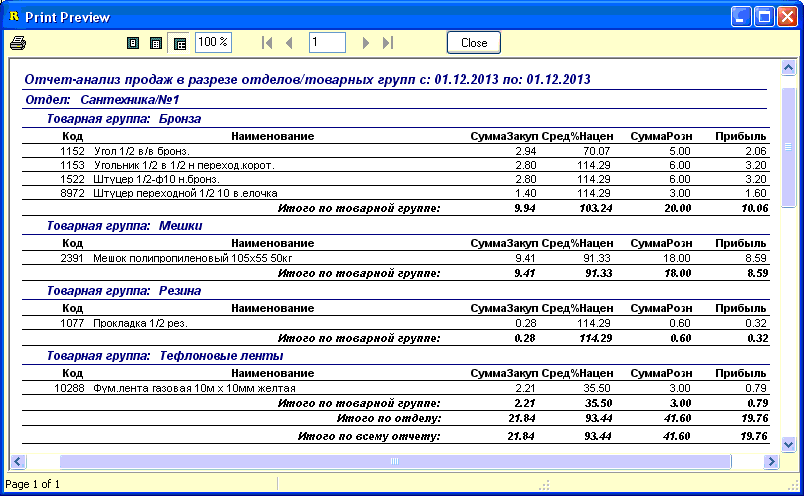 R Print Preview
100 % 1 Close
Отчет-анализ продаж в разрезе отделов/товарных групп с: 01.12.2013 по: 01.12.2013
Отдел: Сантехника/№1
Товарная группа: Бронза
Код Наименование СуммаЗакуп Сред%Нацен СуммаРозн Прибыль
1152 Угол 1/2 в/в бронз. 2.94 70.07 5.00 2.06
1153 Угольник 1/2 в 1/2 н переход.корот. 2.80 114.29 6.00 3.20
1522 Штуцер 1/2-ф10 н.бронз. 2.80 114.29 6.00 3.20
8972 Штуцер переходной 1/2 10 в.елочка 1.40 114.29 3.00 1.60
Итого по товарной группе: 9.94 103.24 20.00 10.06
Товарная группа: Мешки
Код Наименование СуммаЗакуп Сред%Нацен СуммаРозн Прибыль
2391 Мешок полипропиленовый 105х55 50кг 9.41 91.33 18.00 8.59
Итого по товарной группе: 9.41 91.33 18.00 8.59
Товарная группа: Резина
Код Наименование СуммаЗакуп Сред%Нацен СуммаРозн Прибыль
1077 Прокладка 1/2 рез. 0.28 114.29 0.60 0.32
Итого по товарной группе: 0.28 114.29 0.60 0.32
Товарная группа: Тефлоновые ленты
Код Наименование СуммаЗакуп Сред%Нацен СуммаРозн Прибыль
10288 Фум.лента газовая 10м х 10мм желтая 2.21 35.50 3.00 0.79
Итого по товарной группе: 2.21 35.50 3.00 0.79
Итого по отделу: 21.84 93.44 41.60 19.76
Итого по всему отчету: 21.84 93.44 41.60 19.76
Page 1 of 1